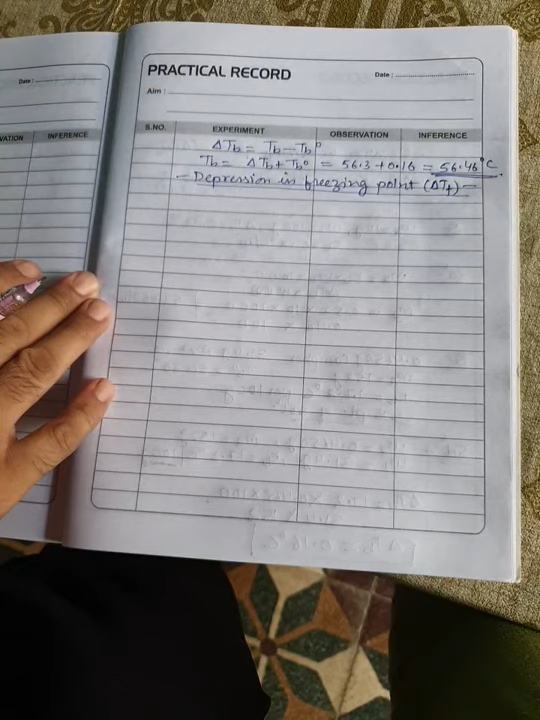 Date :
VATION INFERENCE
PRACTICAL RECORD
Date :
Aim :
S.NO. EXPERIMENT OBSERVATION INFERENCE
ΔTb = Tb − Tb°
Tb = ΔTb + Tb° = 56.3 + 0.16 = 56.46°C.
– Depression in freezing point (ΔTf) –